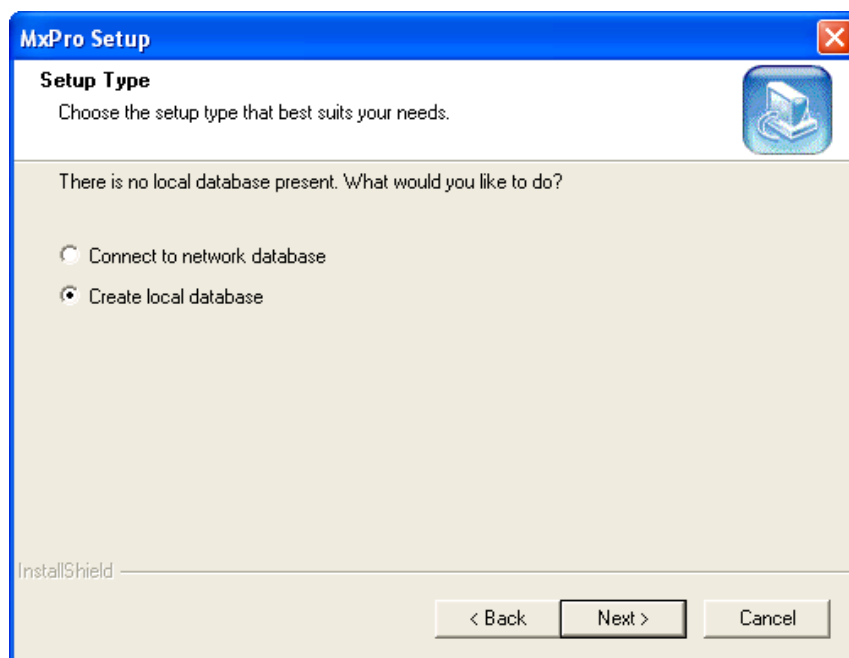 MxPro Setup
Setup Type
Choose the setup type that best suits your needs.
There is no local database present. What would you like to do?
Connect to network database
Create local database
InstallShield
< Back
Next >
Cancel